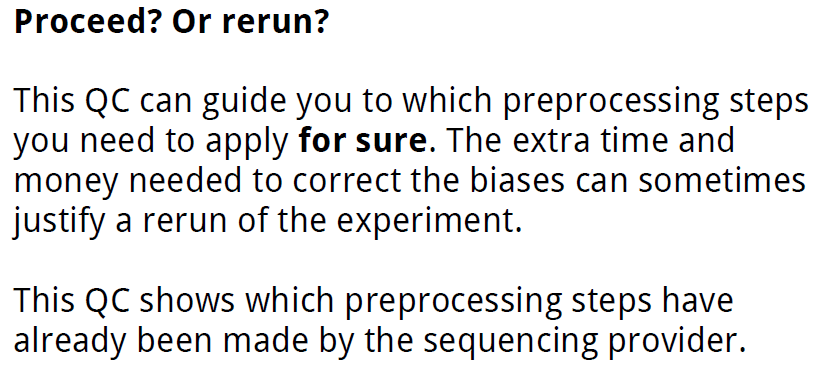 Proceed? Or rerun?
This QC can guide you to which preprocessing steps
you need to apply for sure. The extra time and
money needed to correct the biases can sometimes
justify a rerun of the experiment.
This QC shows which preprocessing steps have
already been made by the sequencing provider.